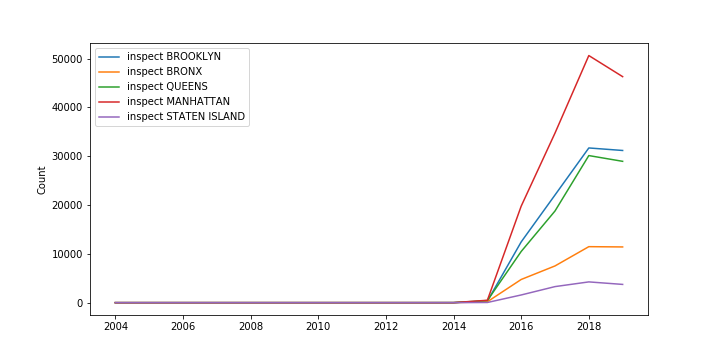 50000
40000
30000
20000
10000
0
Count
inspect BROOKLYN
inspect BRONX
inspect QUEENS
inspect MANHATTAN
inspect STATEN ISLAND
2004 2006 2008 2010 2012 2014 2016 2018